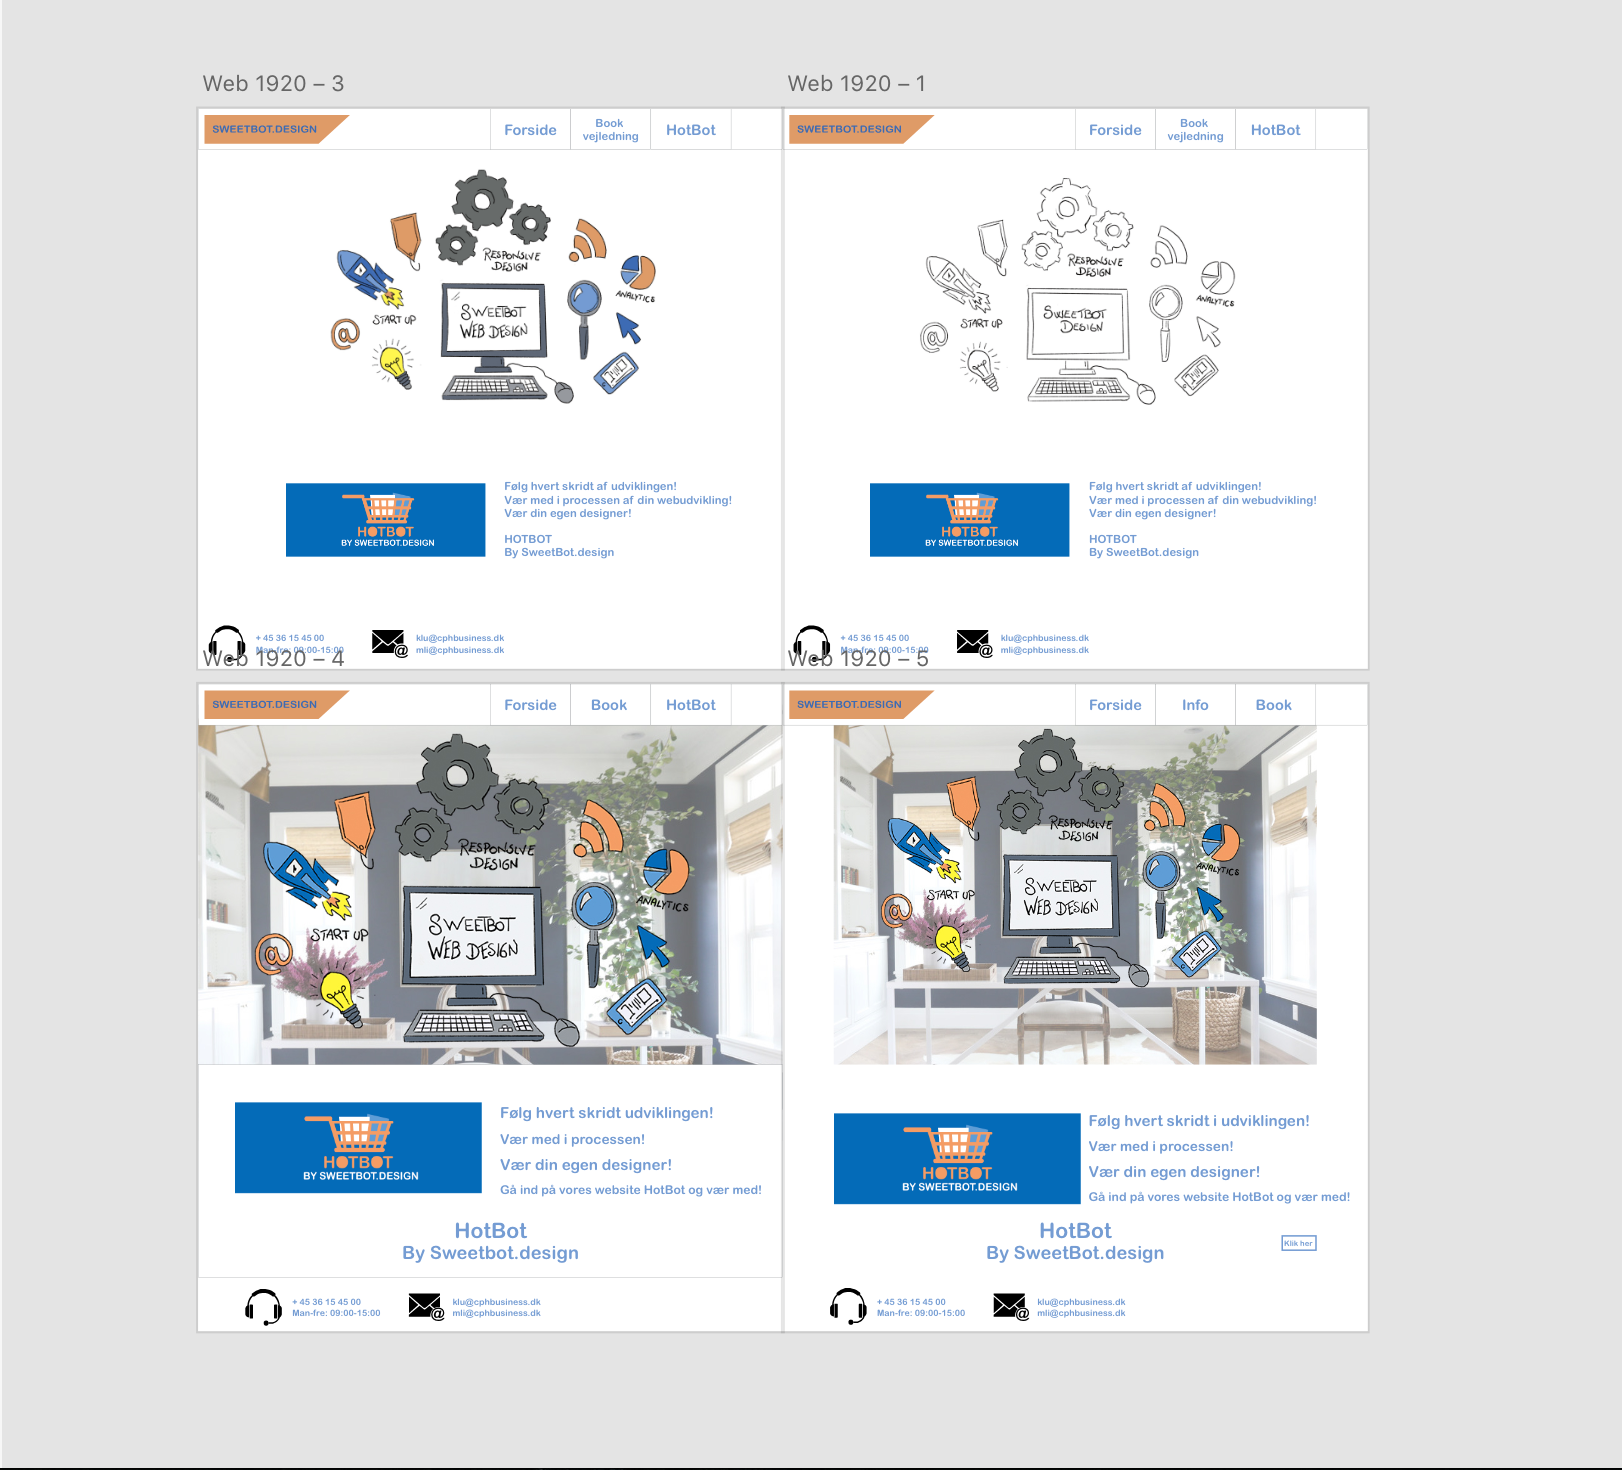 Web 1920 – 3
SWEETBOT.DESIGN
Forside
Book
vejledning
HotBot
RESPONSIVE
DESIGN
ANALYTICS
START UP
SWEETBOT
WEB DESIGN
@
HOTBOT
BY SWEETBOT.DESIGN
Følg hvert skridt af udviklingen!
Vær med i processen af din webudvikling!
Vær din egen designer!
HOTBOT
By SweetBot.design
+ 45 36 15 45 00
Man-fre: 09:00-15:00
@
klu@cphbusiness.dk
mli@cphbusiness.dk
Web 1920 – 1
SWEETBOT.DESIGN
Forside
Book
vejledning
HotBot
RESPONSIVE
DESIGN
ANALYTICS
START UP
SWEETBOT
DESIGN
@
HOTBOT
BY SWEETBOT.DESIGN
Følg hvert skridt af udviklingen!
Vær med i processen af din webudvikling!
Vær din egen designer!
HOTBOT
By SweetBot.design
+ 45 36 15 45 00
Man-fre: 09:00-15:00
@
klu@cphbusiness.dk
mli@cphbusiness.dk
Web 1920 – 4
SWEETBOT.DESIGN
Forside
Book
HotBot
RESPONSIVE
DESIGN
ANALYTICS
START UP
SWEETBOT
WEB DESIGN
@
HOTBOT
BY SWEETBOT.DESIGN
Følg hvert skridt udviklingen!
Vær med i processen!
Vær din egen designer!
Gå ind på vores website HotBot og vær med!
HotBot
By Sweetbot.design
+ 45 36 15 45 00
Man-fre: 09:00-15:00
@
klu@cphbusiness.dk
mli@cphbusiness.dk
Web 1920 – 5
SWEETBOT.DESIGN
Forside
Info
Book
RESPONSIVE
DESIGN
ANALYTICS
START UP
SWEETBOT
WEB DESIGN
@
HOTBOT
BY SWEETBOT.DESIGN
Følg hvert skridt i udviklingen!
Vær med i processen!
Vær din egen designer!
Gå ind på vores website HotBot og vær med!
HotBot
By SweetBot.design
Klik her
+ 45 36 15 45 00
Man-fre: 09:00-15:00
@
klu@cphbusiness.dk
mli@cphbusiness.dk